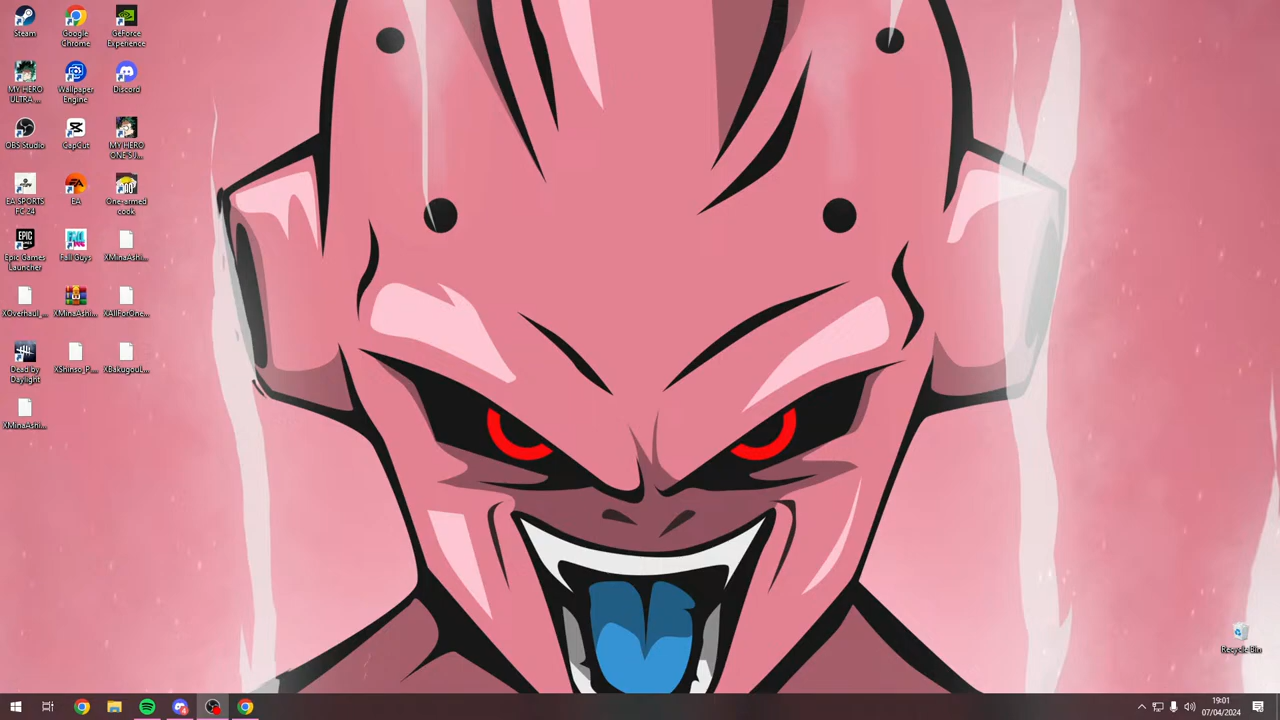 Steam
Google
Chrome
GeForce
Experience
MY HERO
ULTRA ...
Wallpaper
Engine
Discord
OBS Studio
CapCut
MY HERO
ONE'S J...
EA SPORTS
FC 24
EA
One-armed
cook
Epic Games
Launcher
Fall Guys
XMinaAshi...
XOverhaul_...
XMinaAshi...
XAllForOne...
Dead by
Daylight
XShinso_P...
XBakugouL...
XMinaAshi...
Recycle Bin
19:01
07/04/2024